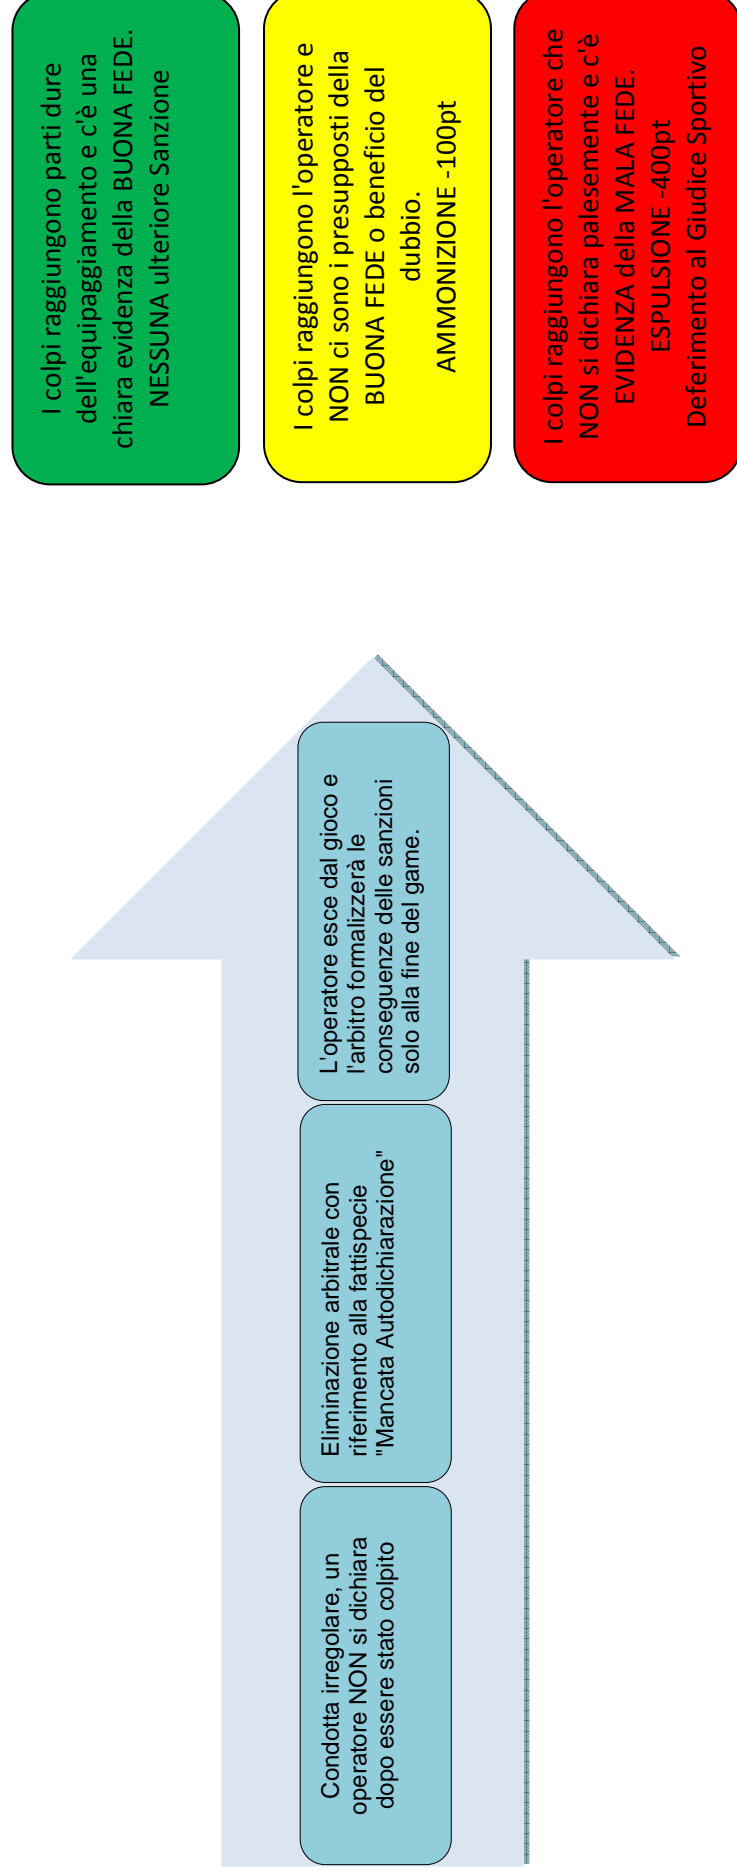 Condotta irregolare, un
operatore NON si dichiara
dopo essere stato colpito
Eliminazione arbitrale con
riferimento alla fattispecie
"Mancata Autodichiarazione"
L'operatore esce dal gioco e
l'arbitro formalizzerà le
conseguenze delle sanzioni
solo alla fine del game.
I colpi raggiungono parti dure
dell'equipaggiamento e c'è una
chiara evidenza della BUONA FEDE.
NESSUNA ulteriore Sanzione
I colpi raggiungono l'operatore e
NON ci sono i presupposti della
BUONA FEDE o beneficio del
dubbio.
AMMONIZIONE -100pt
I colpi raggiungono l'operatore che
NON si dichiara palesemente e c'è
EVIDENZA della MALA FEDE.
ESPULSIONE -400pt
Deferimento al Giudice Sportivo